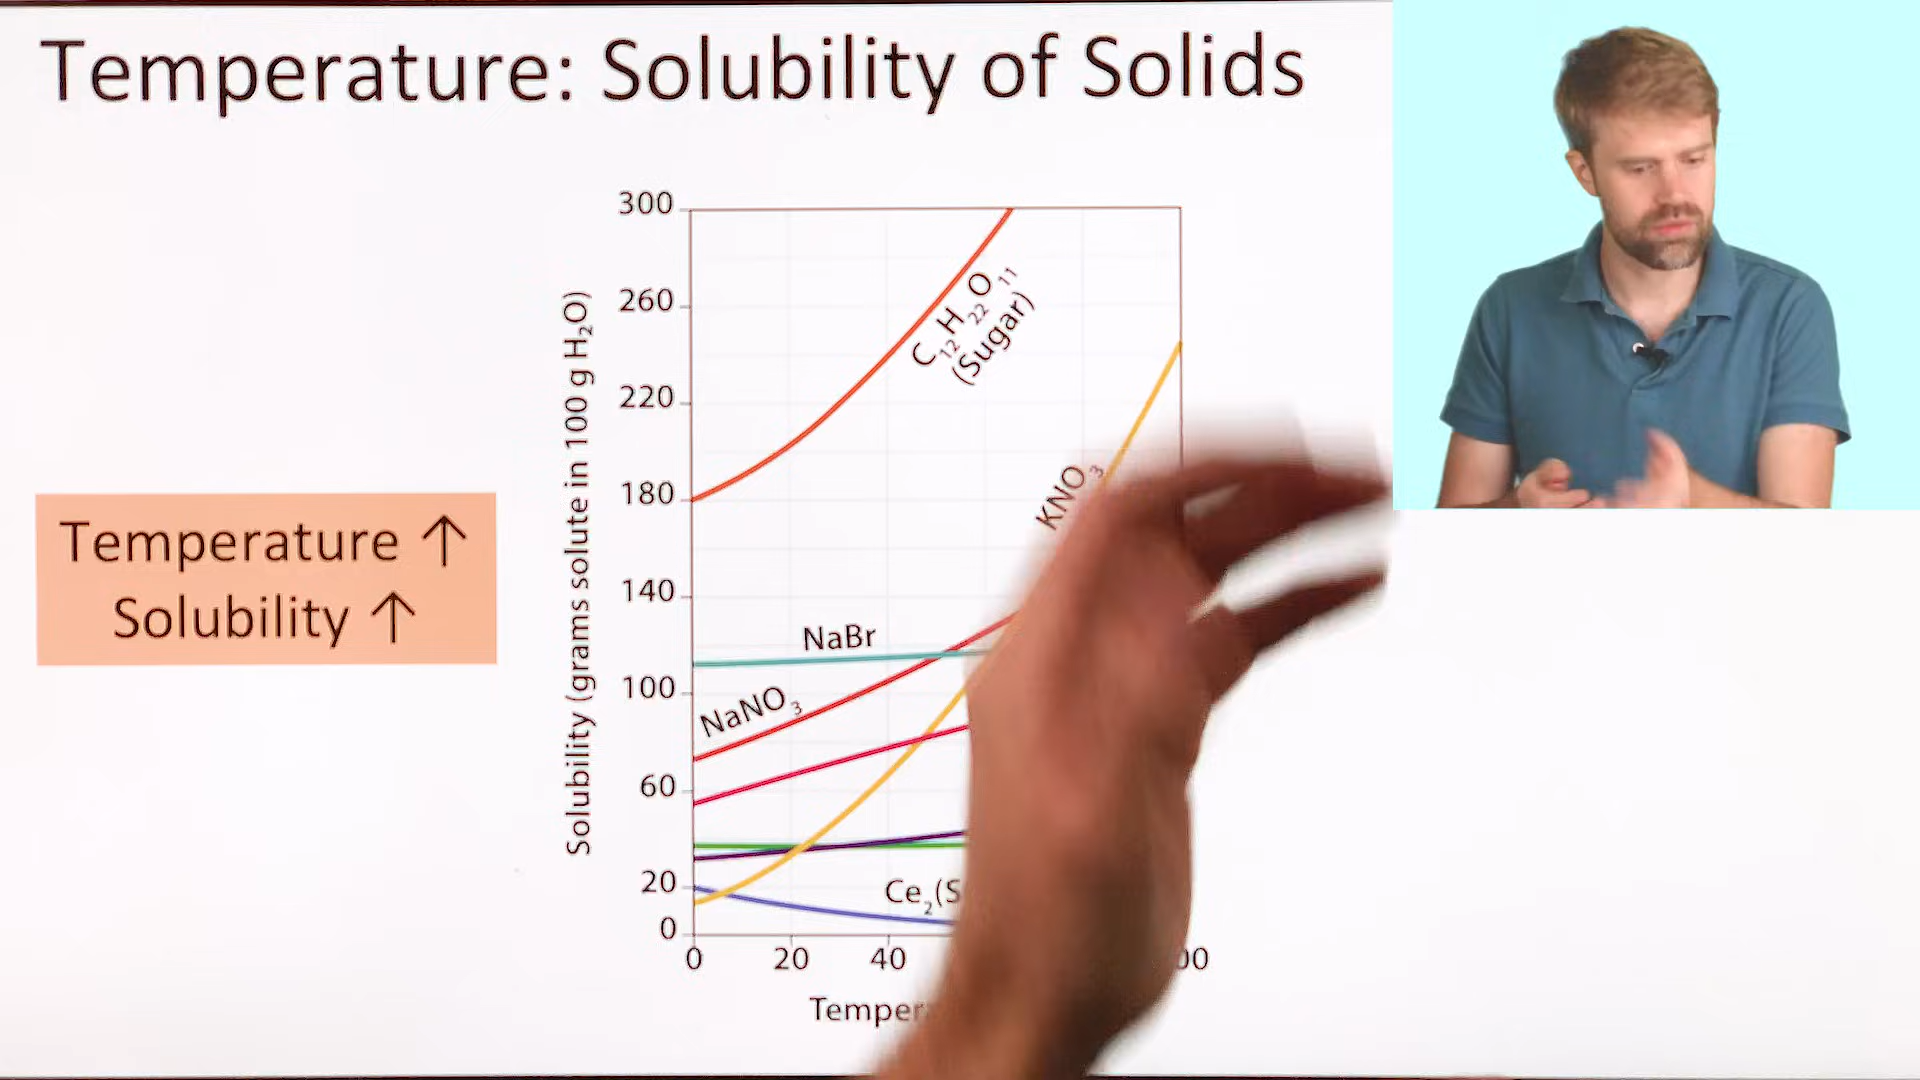 Temperature: Solubility of Solids
Temperature ↑
Solubility ↑
Solubility (grams solute in 100 g H₂O)
300
260
220
180
140
100
60
20
0
C₁₂H₂₂O₁₁
(Sugar)
KNO₃
NaBr
NaNO₃
0
20
40